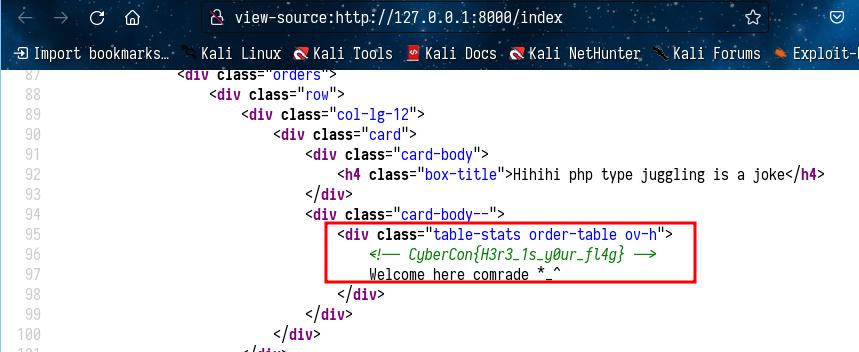 view-source:http://127.0.0.1:8000/index
Import bookmarks… Kali Linux Kali Tools Kali Docs Kali NetHunter Kali Forums Exploit-
87 <div class="orders">
88 <div class="row">
89 <div class="col-lg-12">
90 <div class="card">
91 <div class="card-body">
92 <h4 class="box-title">Hihihi php type juggling is a joke</h4>
93 </div>
94 <div class="card-body--">
95 <div class="table-stats order-table ov-h">
96 <!-- CyberCon{H3r3_1s_y0ur_fl4g} -->
97 Welcome here comrade *_^
98 </div>
99 </div>
100 </div>
101 </div>